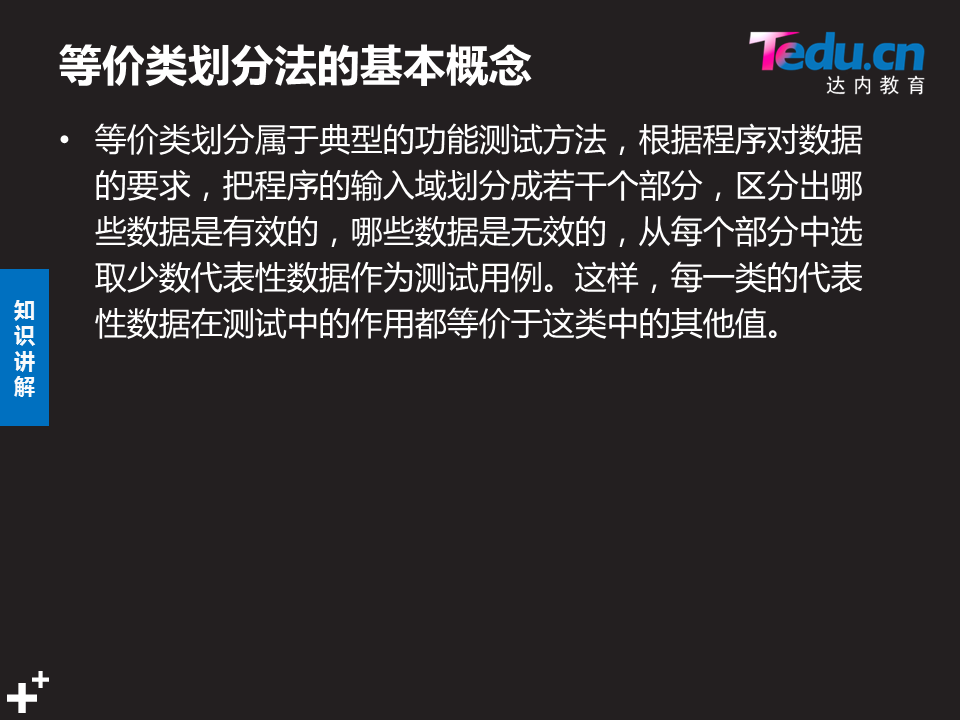 等价类划分法的基本概念
Tedu.cn
达内教育
• 等价类划分属于典型的功能测试方法，根据程序对数据
的要求，把程序的输入域划分成若干个部分，区分出哪
些数据是有效的，哪些数据是无效的，从每个部分中选
取少数代表性数据作为测试用例。这样，每一类的代表
性数据在测试中的作用都等价于这类中的其他值。
知
识
讲
解